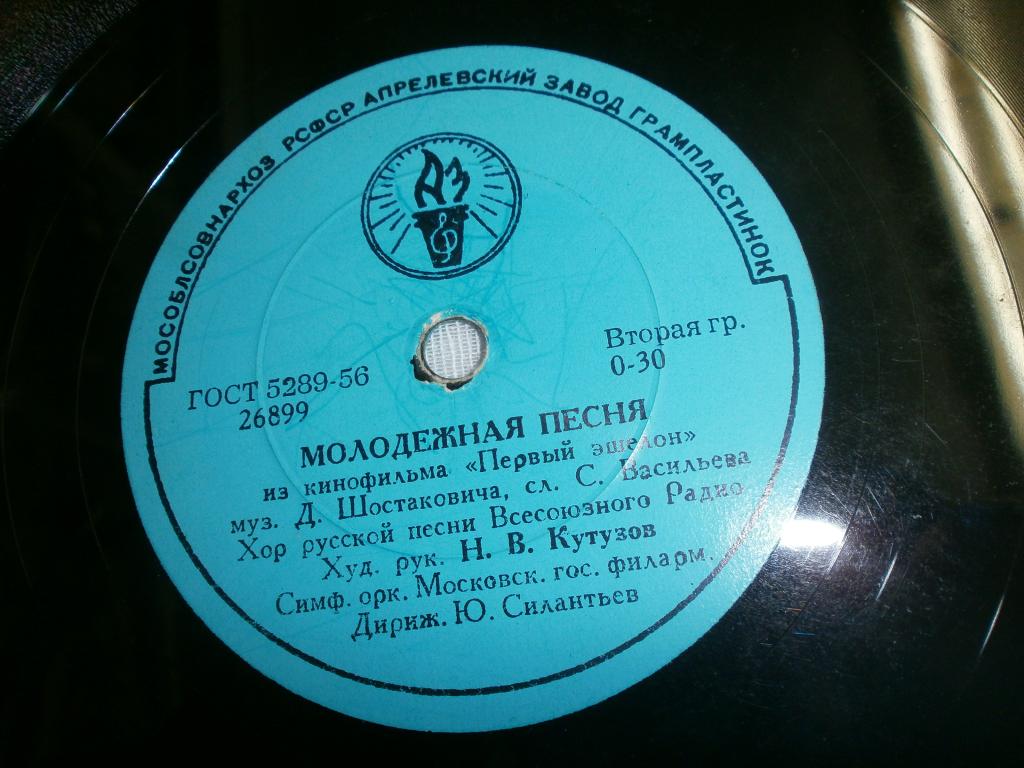 МОСОБЛСОВНАРХОЗ РСФСР АПРЕЛЕВСКИЙ ЗАВОД ГРАМПЛАСТИНОК
АЗ
ГОСТ 5289-56
26899
Вторая гр.
0-30
МОЛОДЕЖНАЯ ПЕСНЯ
из кинофильма «Первый эшелон»
муз. Д. Шостаковича, сл. С. Васильева
Хор русской песни Всесоюзного Радио
Худ. рук. Н. В. Кутузов
Симф. орк. Московск. гос. филарм.
Дириж. Ю. Силантьев